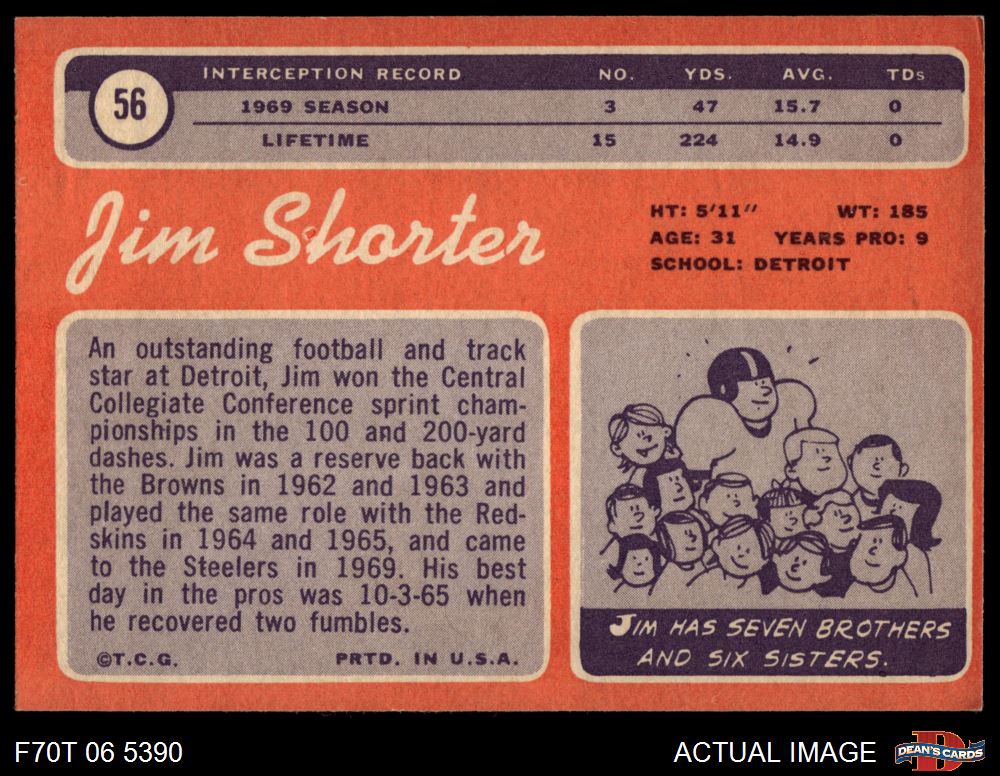 56
INTERCEPTION RECORD NO. YDS. AVG. TDs
1969 SEASON 3 47 15.7 0
LIFETIME 15 224 14.9 0
Jim Shorter
HT: 5'11" WT: 185
AGE: 31 YEARS PRO: 9
SCHOOL: DETROIT
An outstanding football and track
star at Detroit, Jim won the Central
Collegiate Conference sprint cham-
pionships in the 100 and 200-yard
dashes. Jim was a reserve back with
the Browns in 1962 and 1963 and
played the same role with the Red-
skins in 1964 and 1965, and came
to the Steelers in 1969. His best
day in the pros was 10-3-65 when
he recovered two fumbles.
©T.C.G. PRTD. IN U.S.A.
JIM HAS SEVEN BROTHERS
AND SIX SISTERS.
F70T 06 5390
ACTUAL IMAGE
D
DEAN'S CARDS